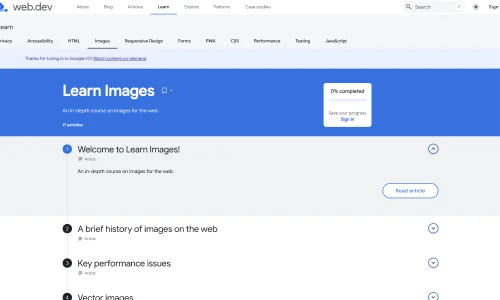 web.dev
About Blog Articles Learn Explore Patterns Case studies
Search / Sign
earn
rivacy Accessibility HTML Images Responsive Design Forms PWA CSS Performance Testing JavaScript
Thanks for tuning in to Google I/O! Watch content on-demand.
Learn Images
An in-depth course on images for the web.
17 activities
0% completed
Save your progress
Sign in
1 Welcome to Learn Images!
Article
An in-depth course on images for the web.
Read article
2 A brief history of images on the web
Article
3 Key performance issues
Article
4 Vector images